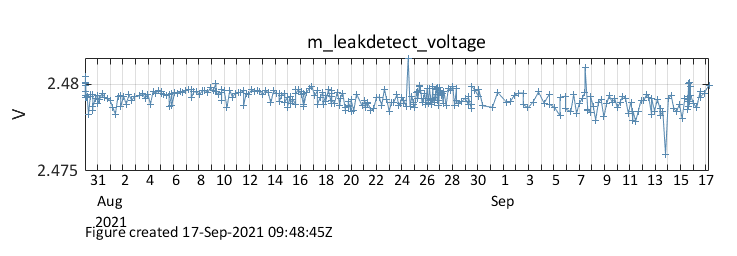 m_leakdetect_voltage
2.48
V
2.475
31 2 4 6 8 10 12 14 16 18 20 22 24 26 28 30 1 3 5 7 9 11 13 15 17
Aug Sep
2021
Figure created 17-Sep-2021 09:48:45Z